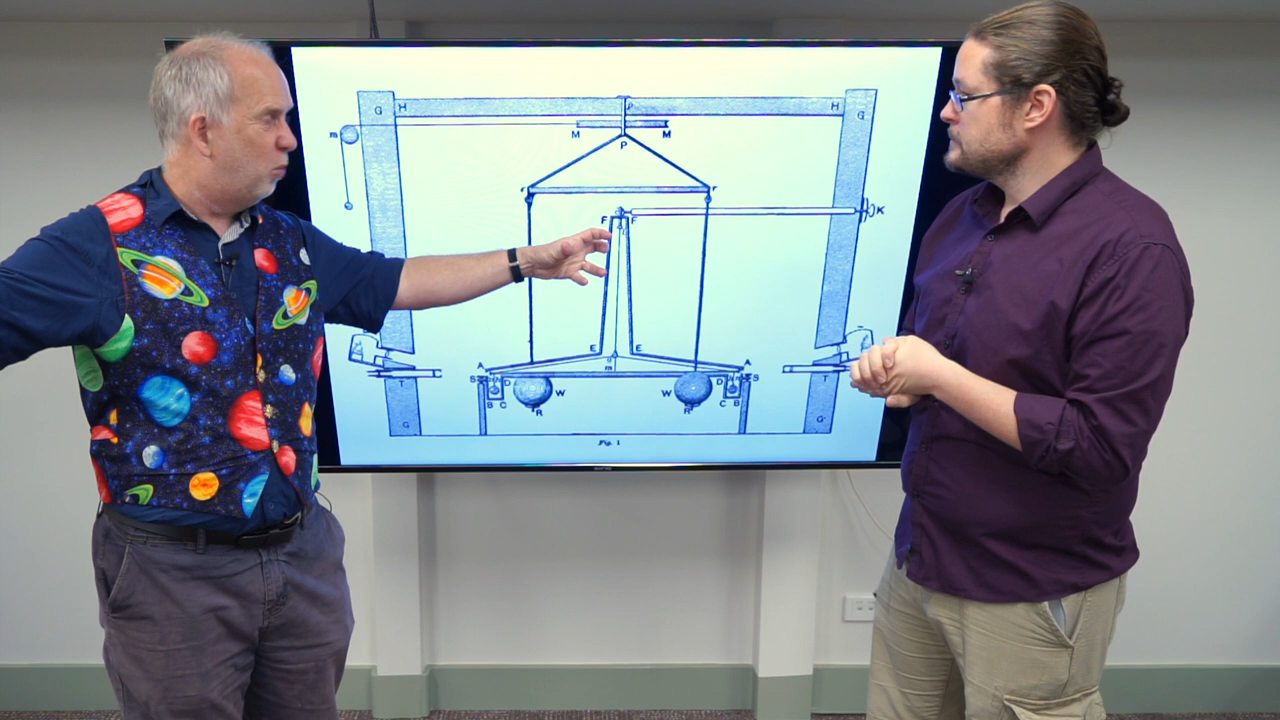 G H P H G
m M M
P
r r
F F K
E E
A m A
S D D S
W W
B C C B
R R
T T
G G
Fig. 1